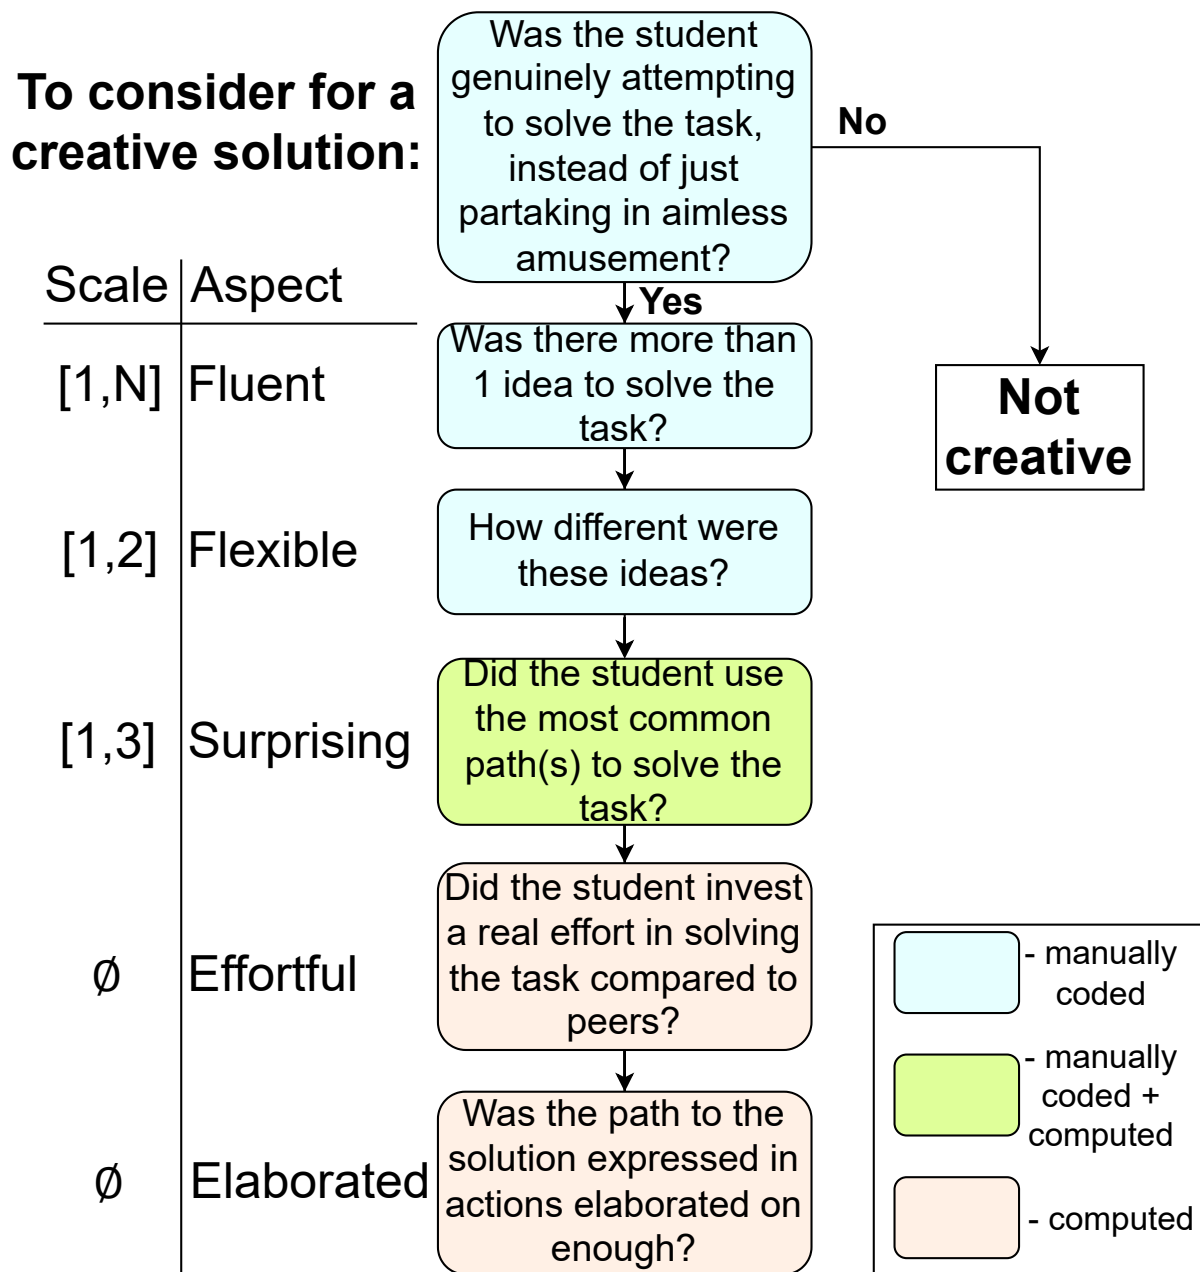 To consider for a
creative solution:
Was the student
genuinely attempting
to solve the task,
instead of just
partaking in aimless
amusement?
No
Yes
Not
creative
Scale Aspect
[1,N] Fluent
Was there more than
1 idea to solve the
task?
[1,2] Flexible
How different were
these ideas?
[1,3] Surprising
Did the student use
the most common
path(s) to solve the
task?
∅ Effortful
Did the student invest
a real effort in solving
the task compared to
peers?
∅ Elaborated
Was the path to the
solution expressed in
actions elaborated on
enough?
- manually
coded
- manually
coded +
computed
- computed